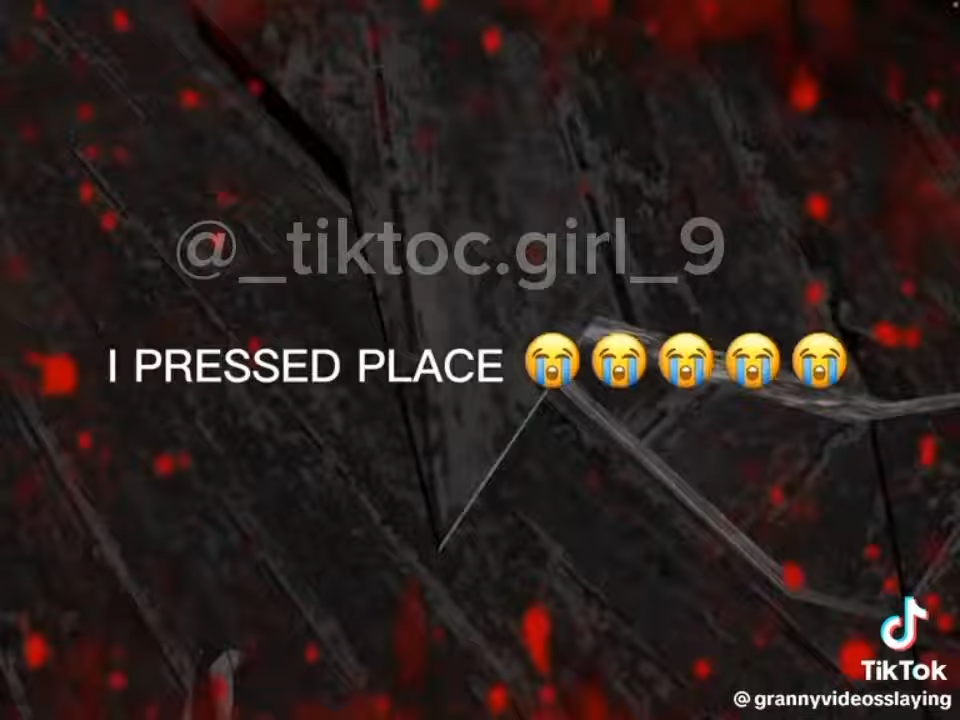 @_tiktoc.girl_9
I PRESSED PLACE 😭😭😭😭😭
TikTok
@grannyvideosslaying